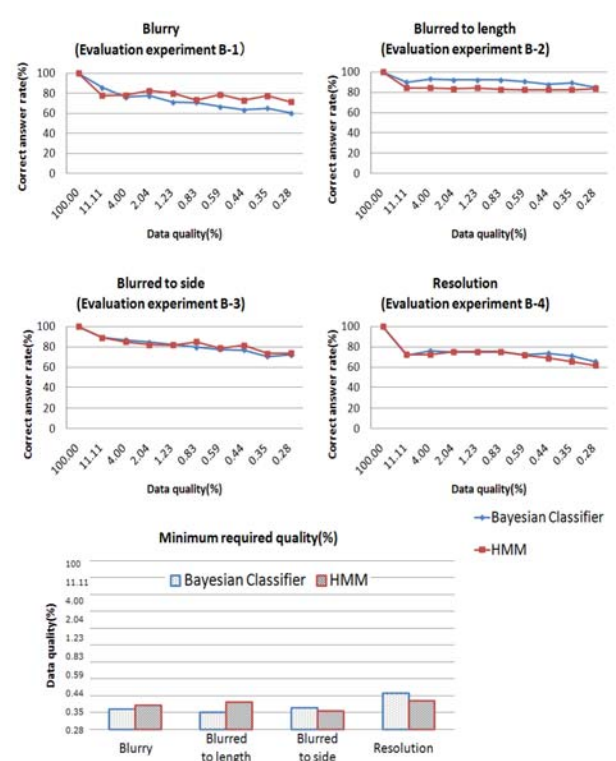 Blurry
(Evaluation experiment B-1)
Correct answer rate(%)
100
80
60
40
20
0
100.00 11.11 4.00 2.04 1.23 0.83 0.59 0.44 0.35 0.28
Data quality(%)
Blurred to length
(Evaluation experiment B-2)
Correct answer rate(%)
100
80
60
40
20
0
100.00 11.11 4.00 2.04 1.23 0.83 0.59 0.44 0.35 0.28
Data quality(%)
Blurred to side
(Evaluation experiment B-3)
Correct answer rate(%)
100
80
60
40
20
0
100.00 11.11 4.00 2.04 1.23 0.83 0.59 0.44 0.35 0.28
Data quality(%)
Resolution
(Evaluation experiment B-4)
Correct answer rate(%)
100
80
60
40
20
0
100.00 11.11 4.00 2.04 1.23 0.83 0.59 0.44 0.35 0.28
Data quality(%)
Bayesian Classifier
HMM
Minimum required quality(%)
Bayesian Classifier HMM
Data quality(%)
100
11.11
4.00
2.04
1.23
0.83
0.59
0.44
0.35
0.28
Blurry
Blurred
to length
Blurred
to side
Resolution